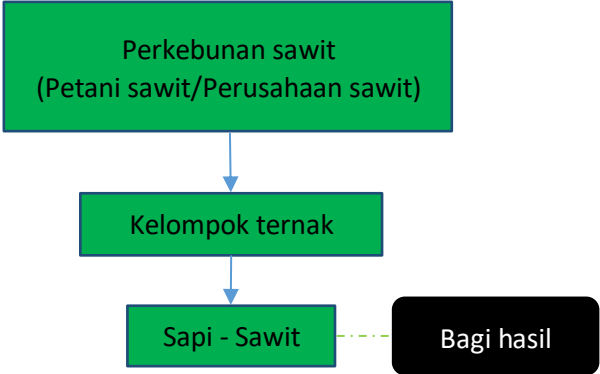 Perkebunan sawit
(Petani sawit/Perusahaan sawit)
Kelompok ternak
Sapi - Sawit
Bagi hasil